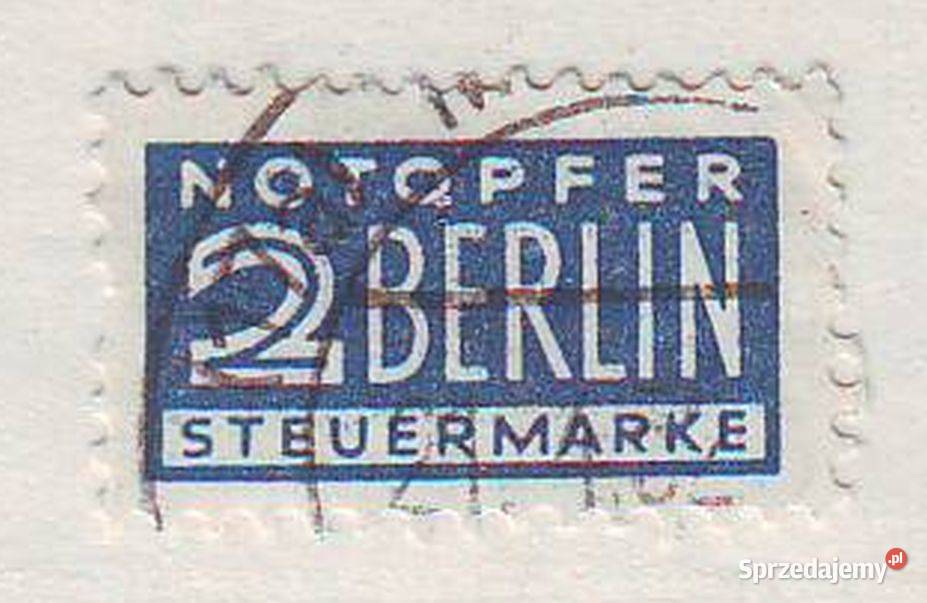 NOTOPFER
2 BERLIN
STEUERMARKE
Sprzedajemy.pl